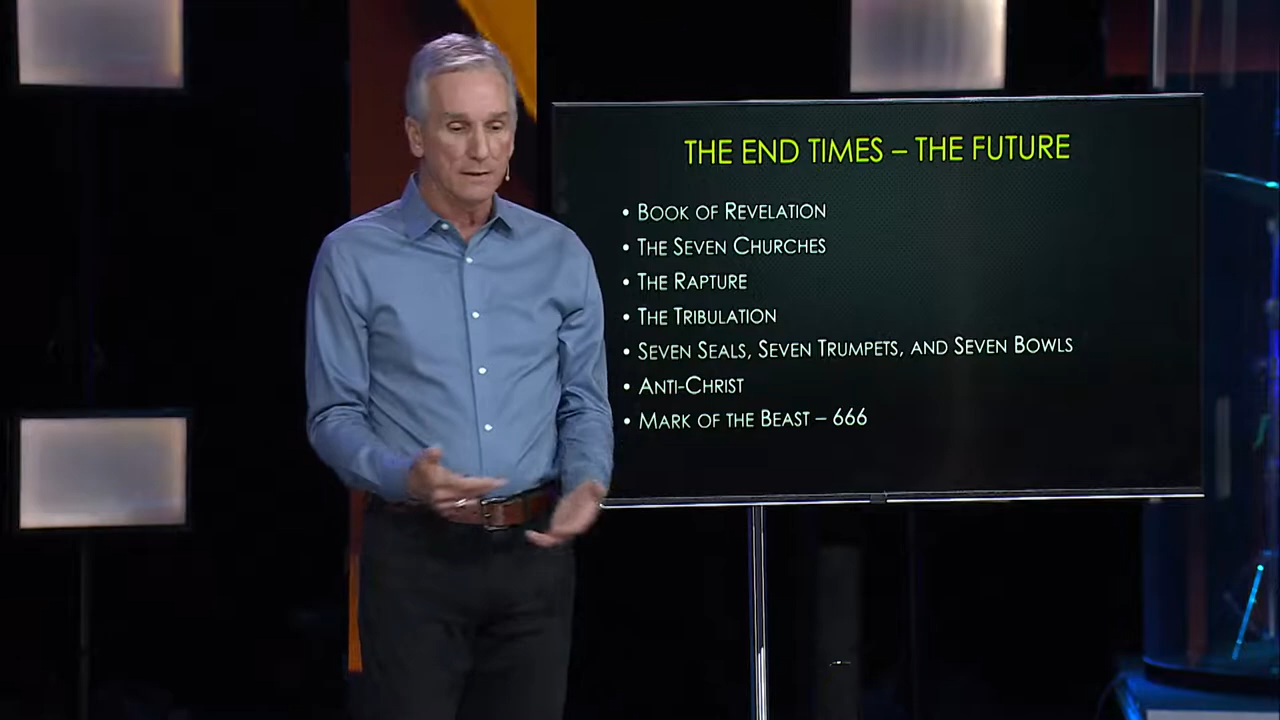 THE END TIMES – THE FUTURE
• BOOK OF REVELATION
• THE SEVEN CHURCHES
• THE RAPTURE
• THE TRIBULATION
• SEVEN SEALS, SEVEN TRUMPETS, AND SEVEN BOWLS
• ANTI-CHRIST
• MARK OF THE BEAST – 666